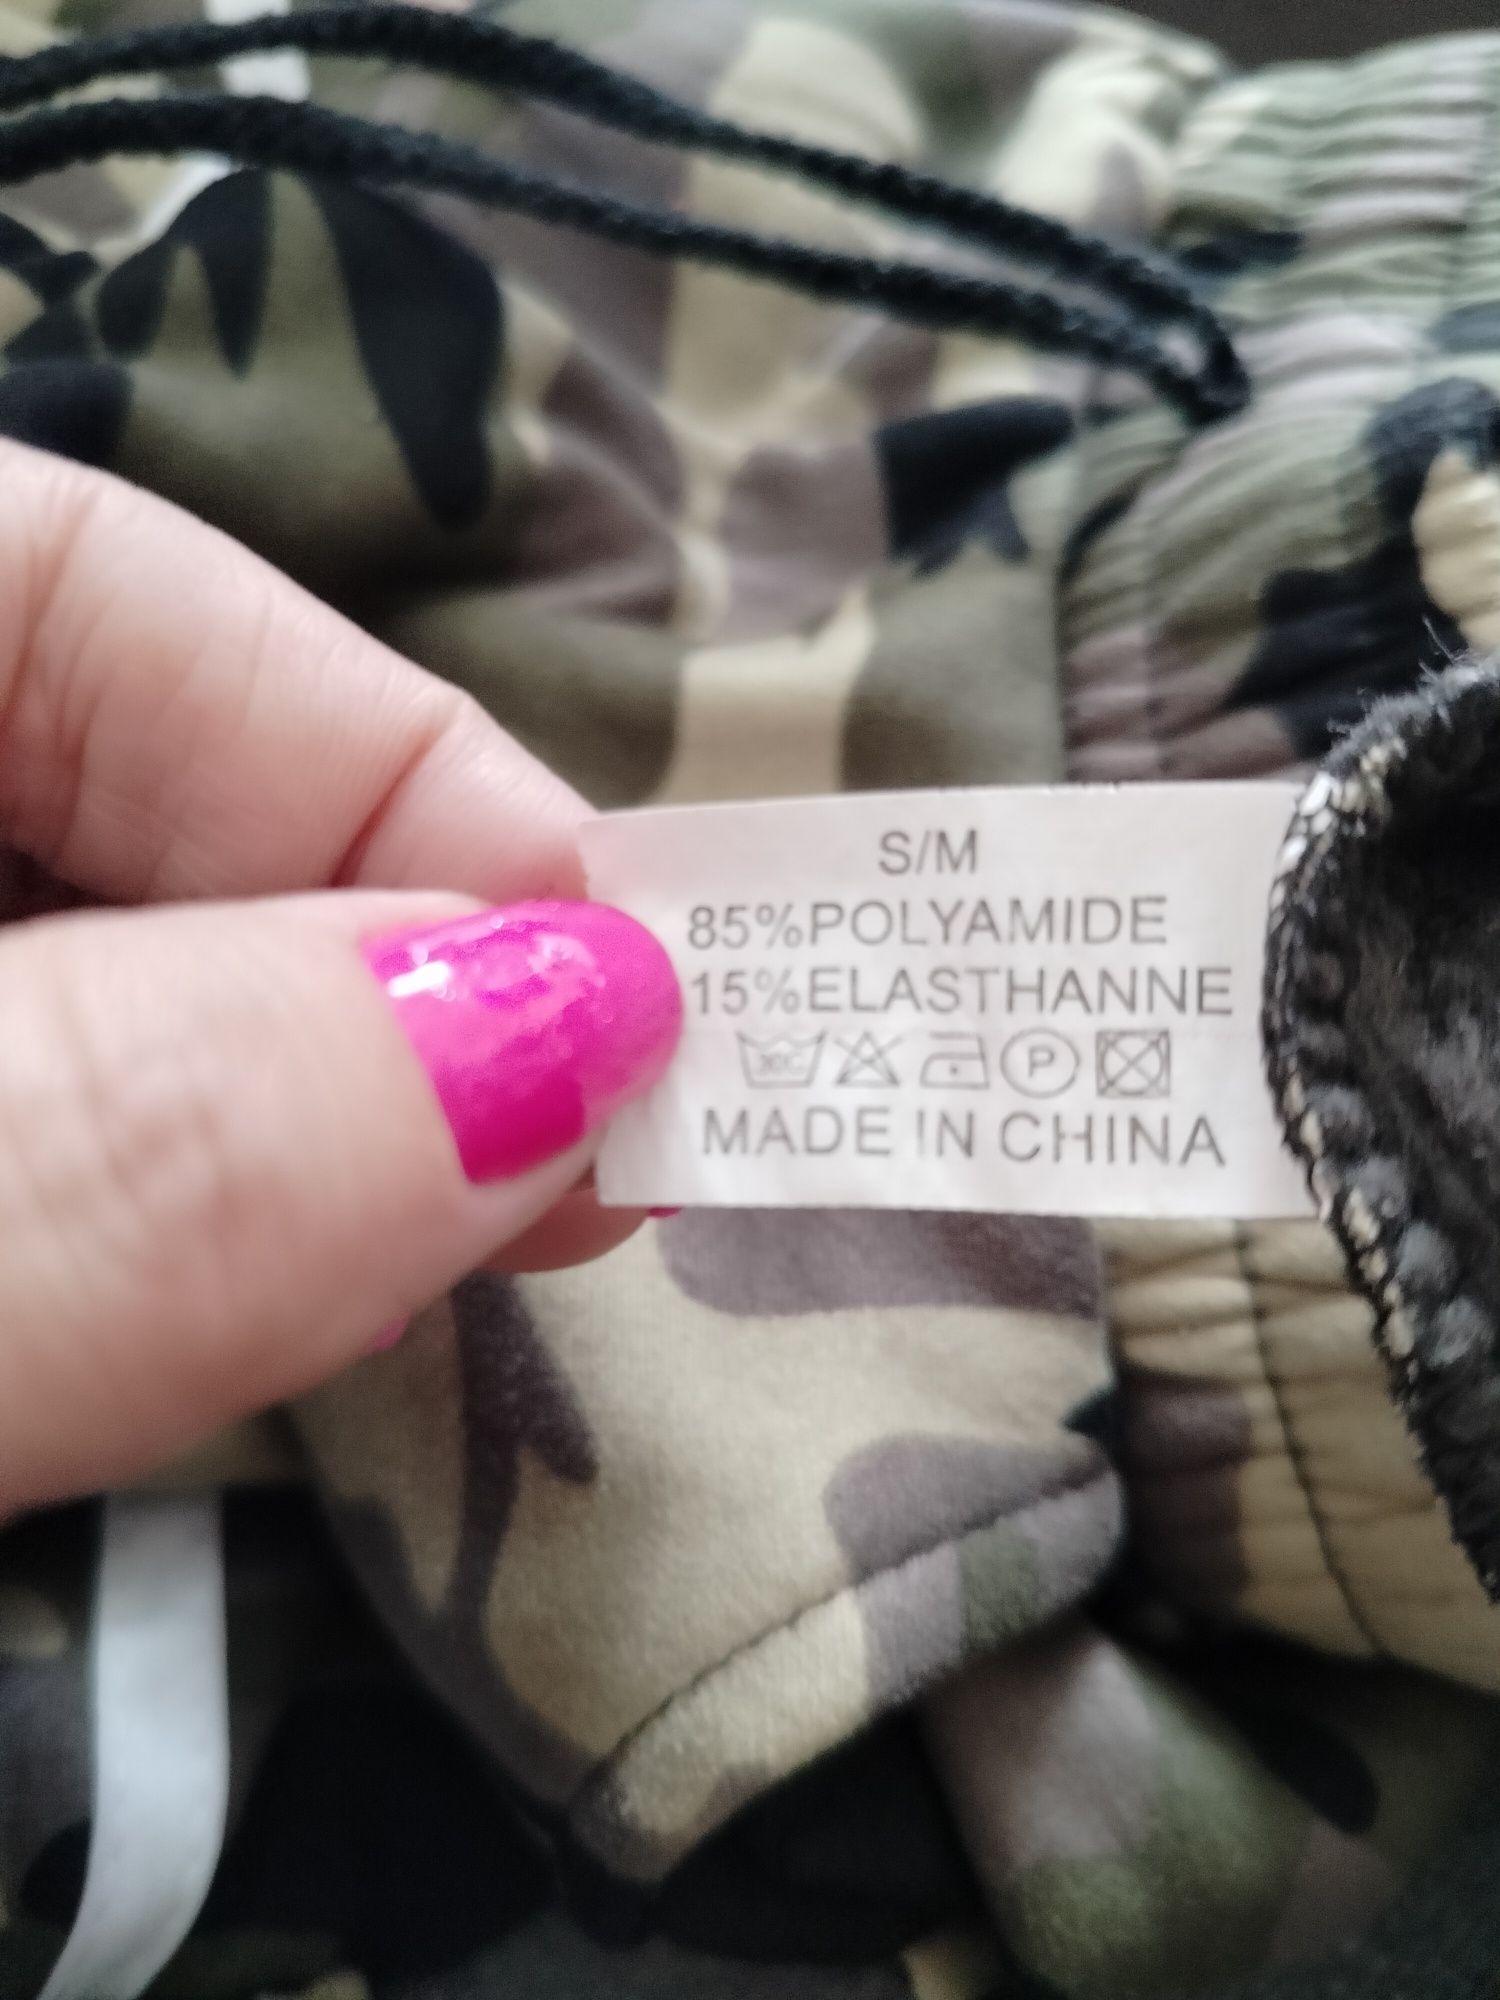 S/M
85%POLYAMIDE
15%ELASTHANNE
P
MADE IN CHINA